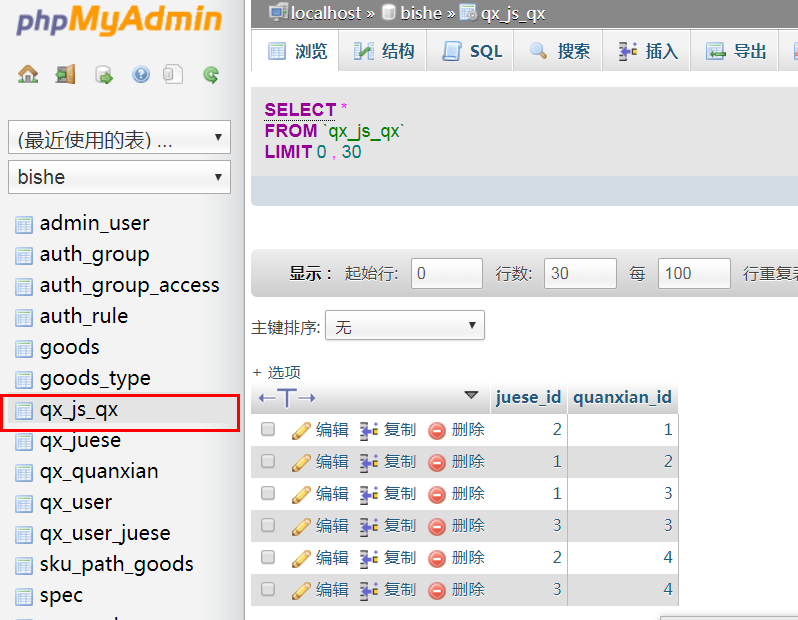 phpMyAdmin
(最近使用的表) ...
bishe
admin_user
auth_group
auth_group_access
auth_rule
goods
goods_type
qx_js_qx
qx_juese
qx_quanxian
qx_user
qx_user_juese
sku_path_goods
spec
localhost » bishe » qx_js_qx
浏览 结构 SQL 搜索 插入 导出
SELECT *
FROM `qx_js_qx`
LIMIT 0 , 30
显示 : 起始行: 0 行数: 30 每 100 行重复表
主键排序: 无
+ 选项
←T→ juese_id quanxian_id
编辑 复制 删除 2 1
编辑 复制 删除 1 2
编辑 复制 删除 1 3
编辑 复制 删除 3 3
编辑 复制 删除 2 4
编辑 复制 删除 3 4